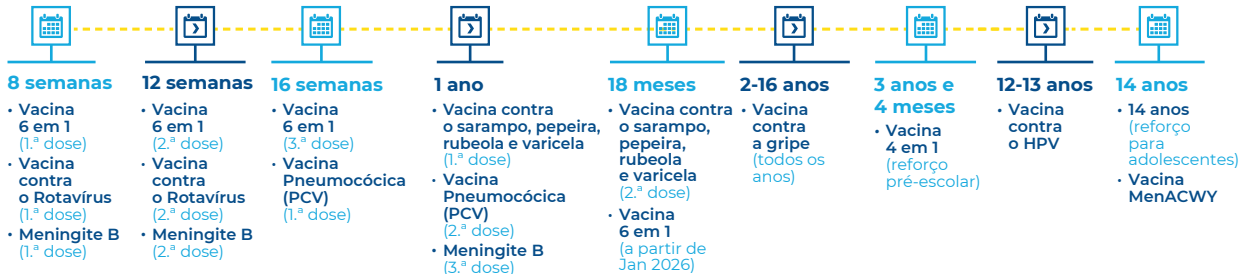 8 semanas
• Vacina
6 em 1
(1.ª dose)
• Vacina
contra
o Rotavírus
(1.ª dose)
• Meningite B
(1.ª dose)
12 semanas
• Vacina
6 em 1
(2.ª dose)
• Vacina
contra
o Rotavírus
(2.ª dose)
• Meningite B
(2.ª dose)
16 semanas
• Vacina
6 em 1
(3.ª dose)
• Vacina
Pneumocócica
(PCV)
(1.ª dose)
1 ano
• Vacina contra
o sarampo, pepeira,
rubeola e varicela
(1.ª dose)
• Vacina
Pneumocócica
(PCV)
(2.ª dose)
• Meningite B
(3.ª dose)
18 meses
• Vacina contra
o sarampo,
pepeira,
rubeola
e varicela
(2.ª dose)
• Vacina
6 em 1
(a partir de
Jan 2026)
2-16 anos
• Vacina
contra
a gripe
(todos os
anos)
3 anos e
4 meses
• Vacina
4 em 1
(reforço
pré-escolar)
12-13 anos
• Vacina
contra
o HPV
14 anos
• 14 anos
(reforço
para
adolescentes)
• Vacina
MenACWY